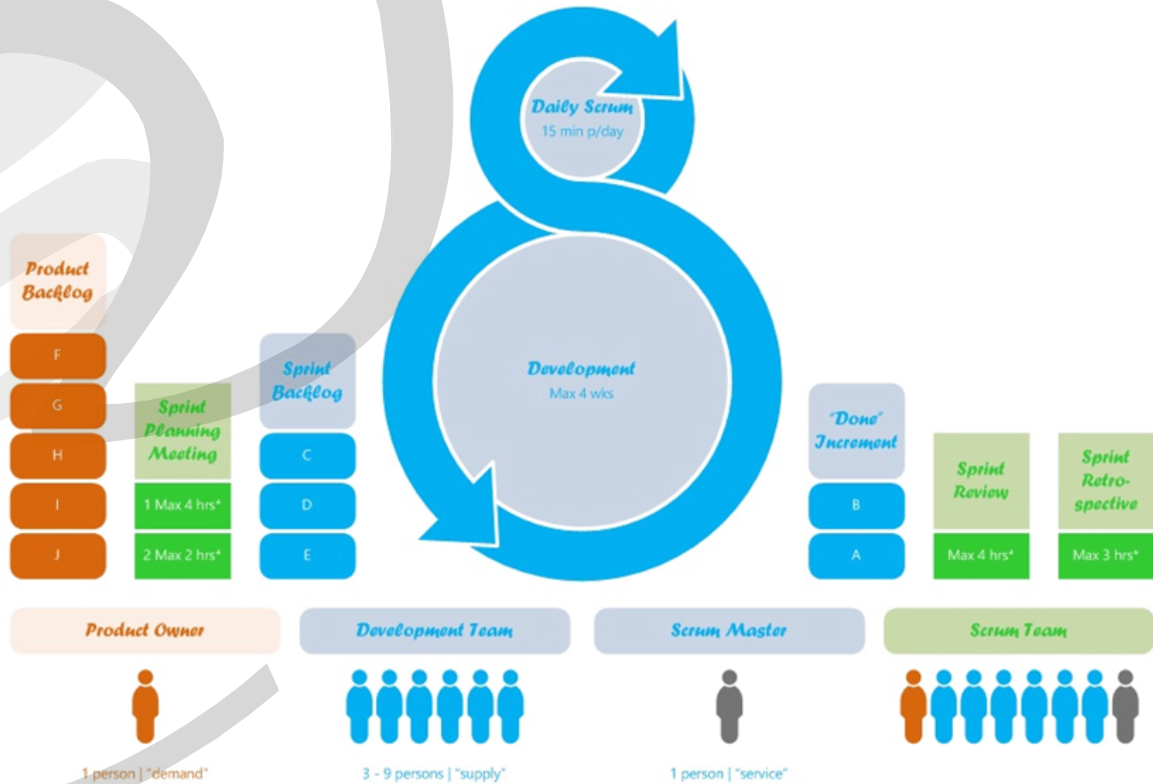 Daily Scrum
15 min p/day
Product
Backlog
F
G
H
I
J
Sprint
Planning
Meeting
1 Max 4 hrs*
2 Max 2 hrs*
Sprint
Backlog
C
D
E
Development
Max 4 wks
"Done"
Increment
B
A
Sprint
Review
Max 4 hrs*
Sprint
Retro-
spective
Max 3 hrs*
Product Owner
Development Team
Scrum Master
Scrum Team
1 person | "demand"
3 - 9 persons | "supply"
1 person | "service"